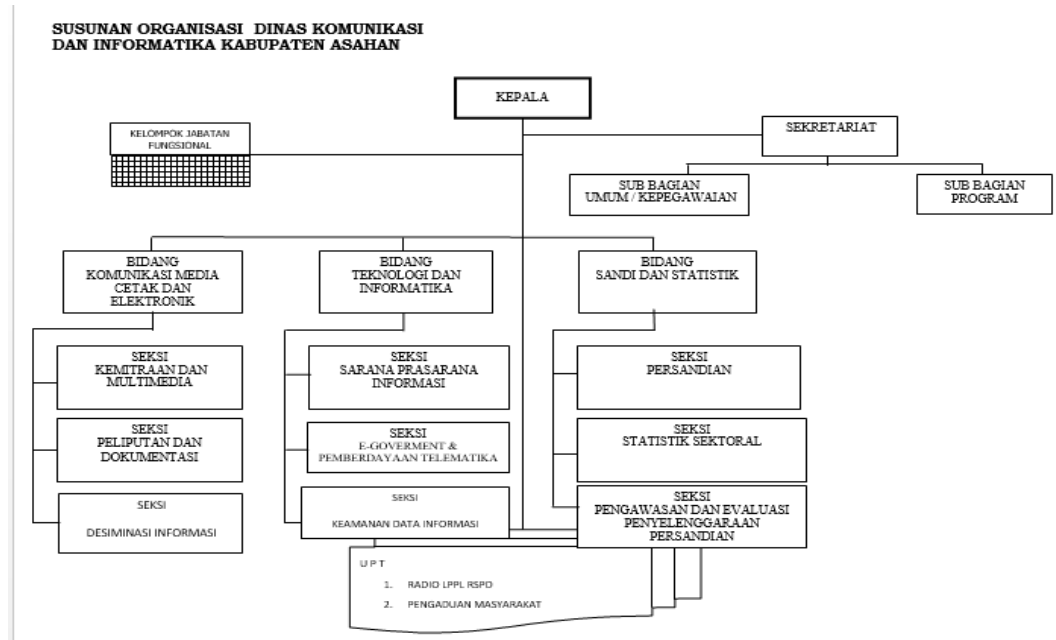 SUSUNAN ORGANISASI DINAS KOMUNIKASI
DAN INFORMATIKA KABUPATEN ASAHAN
KEPALA
KELOMPOK JABATAN
FUNGSIONAL
SEKRETARIAT
SUB BAGIAN
UMUM / KEPEGAWAIAN
SUB BAGIAN
PROGRAM
BIDANG
KOMUNIKASI MEDIA
CETAK DAN
ELEKTRONIK
BIDANG
TEKNOLOGI DAN
INFORMATIKA
BIDANG
SANDI DAN STATISTIK
SEKSI
KEMITRAAN DAN
MULTIMEDIA
SEKSI
SARANA PRASARANA
INFORMASI
SEKSI
PERSANDIAN
SEKSI
PELIPUTAN DAN
DOKUMENTASI
SEKSI
E-GOVERMENT &
PEMBERDAYAAN TELEMATIKA
SEKSI
STATISTIK SEKTORAL
SEKSI
DESIMINASI INFORMASI
SEKSI
KEAMANAN DATA INFORMASI
SEKSI
PENGAWASAN DAN EVALUASI
PENYELENGGARAAN
PERSANDIAN
U P T
1. RADIO LPPL RSPD
2. PENGADUAN MASYARAKAT